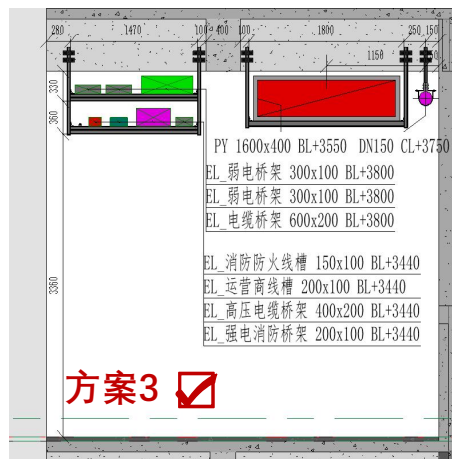 280 1470 100 400 100 1800 250 150
1150
330
360
PY 1600x400 BL+3550 DN150 CL+3750
EL_弱电桥架 300x100 BL+3800
EL_弱电桥架 300x100 BL+3800
EL_电缆桥架 600x200 BL+3800
EL_消防防火线槽 150x100 BL+3440
EL_运营商线槽 200x100 BL+3440
EL_高压电缆桥架 400x200 BL+3440
EL_强电消防桥架 200x100 BL+3440
3360
方案3